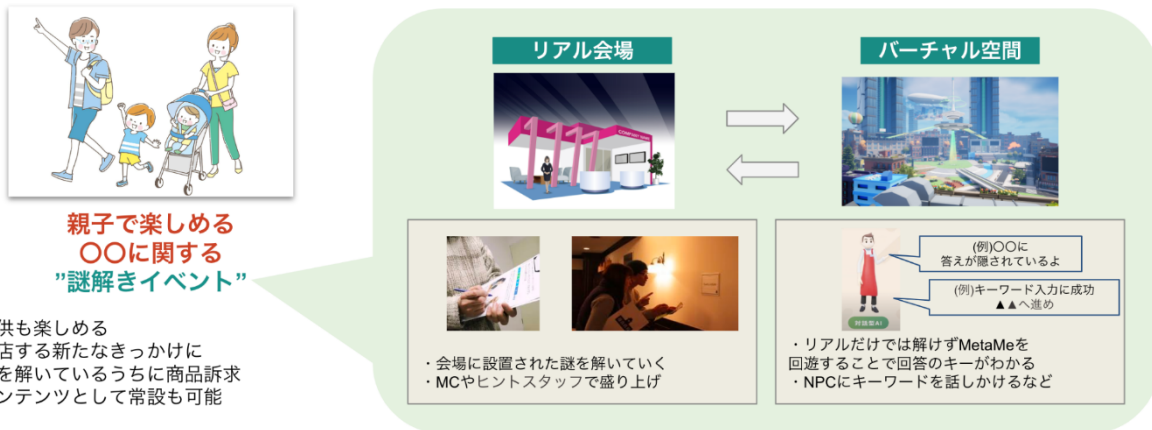 親子で楽しめる
〇〇に関する
”謎解きイベント”
供も楽しめる
店する新たなきっかけに
を解いているうちに商品訴求
ンテンツとして常設も可能
リアル会場
バーチャル空間
COMPANY NAME
・会場に設置された謎を解いていく
・MCやヒントスタッフで盛り上げ
(例)〇〇に
答えが隠されているよ
(例)キーワード入力に成功
▲▲へ進め
対話型AI
・リアルだけでは解けずMetaMeを
回遊することで回答のキーがわかる
・NPCにキーワードを話しかけるなど